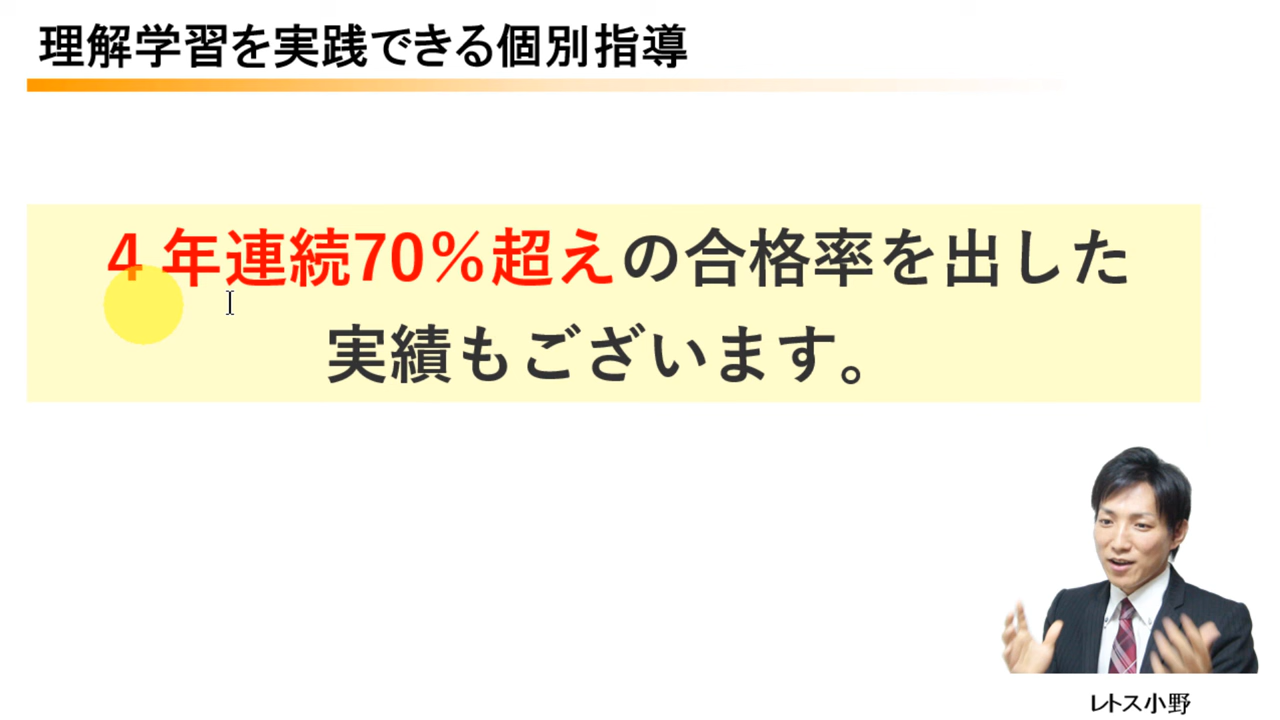 理解学習を実践できる個別指導
4 年連続70％超えの合格率を出した
実績もございます。
レトス小野